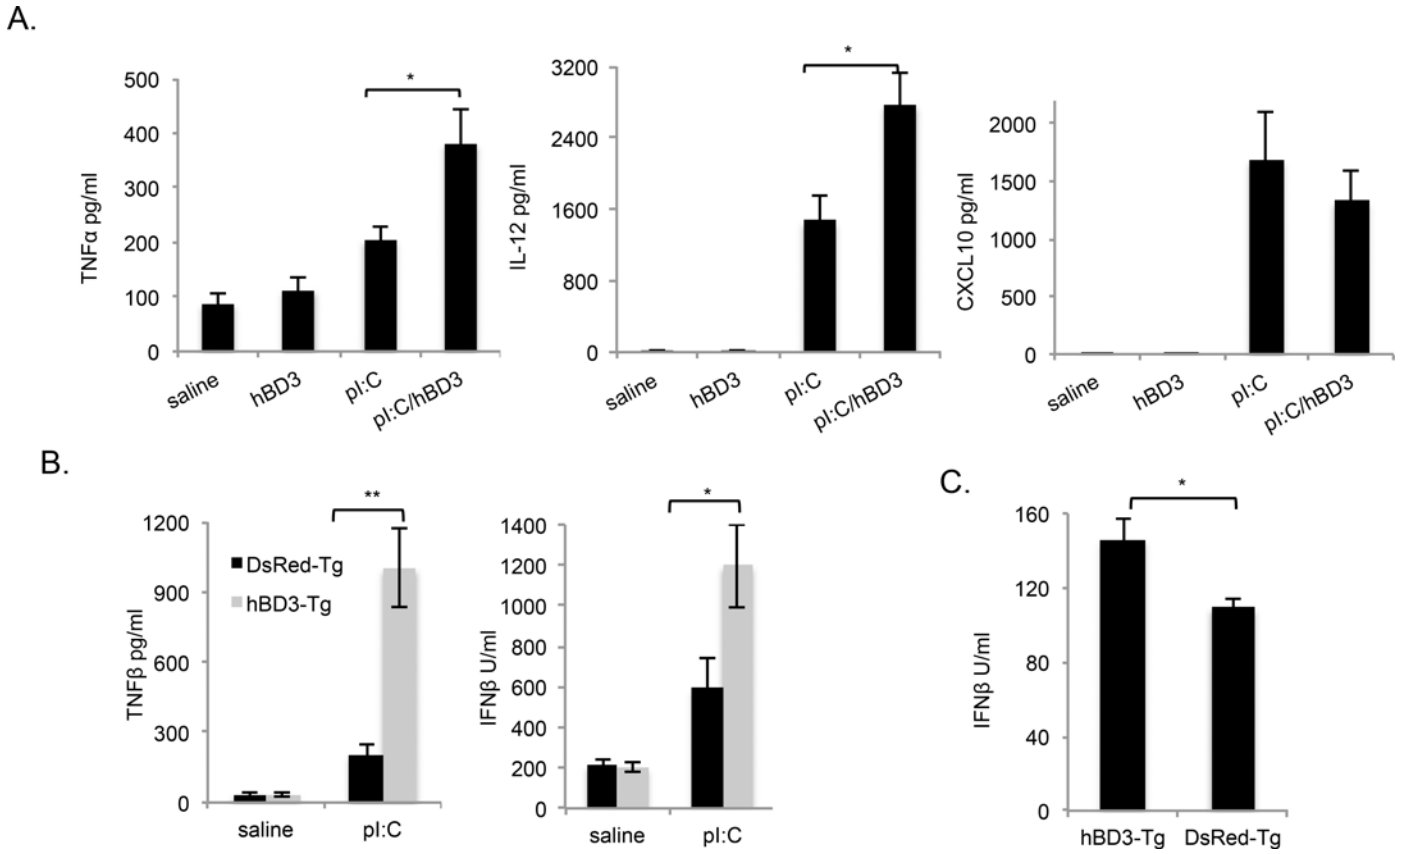 A.
*
500
400
300
200
100
0
TNFα pg/ml
saline
hBD3
pI:C
pI:C/hBD3
*
3200
2400
1600
800
0
IL-12 pg/ml
saline
hBD3
pI:C
pI:C/hBD3
2000
1500
1000
500
0
CXCL10 pg/ml
saline
hBD3
pI:C
pI:C/hBD3
B.
**
1200
900
600
300
0
TNFβ pg/ml
DsRed-Tg
hBD3-Tg
saline
pI:C
*
1400
1200
1000
800
600
400
200
0
IFNβ U/ml
saline
pI:C
C.
*
160
120
80
40
0
IFNβ U/ml
hBD3-Tg
DsRed-Tg